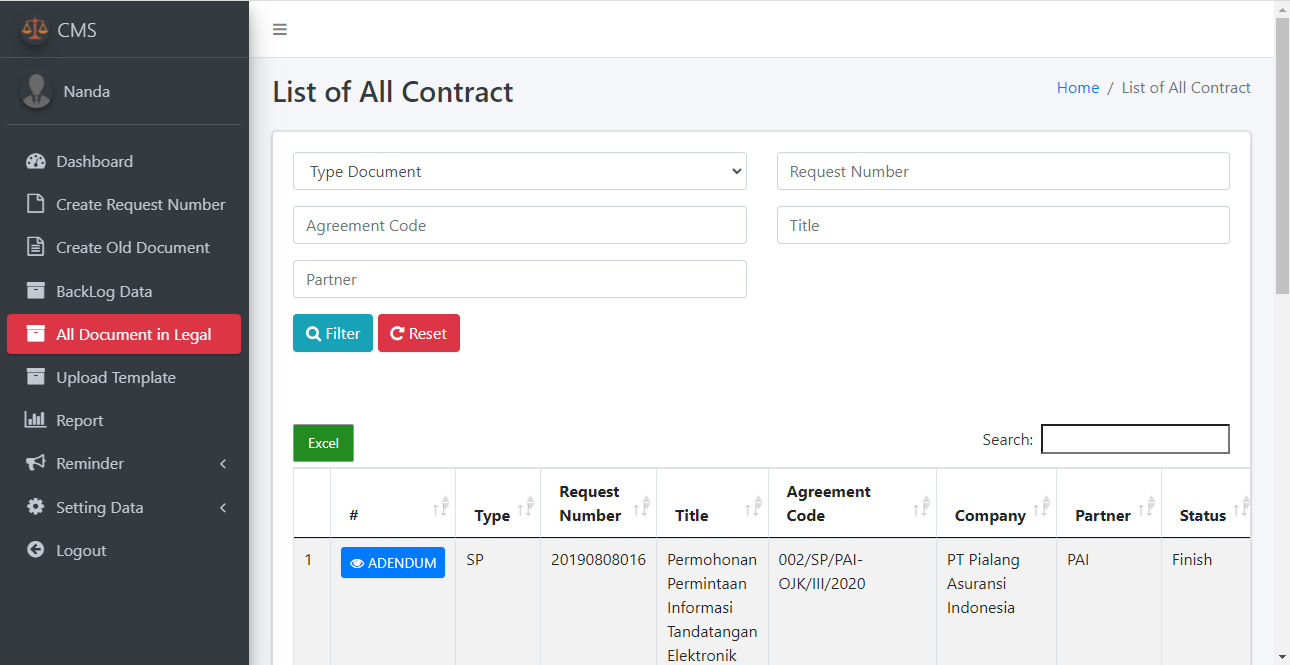 CMS
Nanda
Dashboard
Create Request Number
Create Old Document
BackLog Data
All Document in Legal
Upload Template
Report
Reminder
Setting Data
Logout
List of All Contract
Home / List of All Contract
Type Document
Request Number
Agreement Code
Title
Partner
Filter
Reset
Excel
Search:
#
Type
Request
Number
Title
Agreement
Code
Company
Partner
Status
1
ADENDUM
SP
20190808016
Permohonan
Permintaan
Informasi
Tandatangan
Elektronik
002/SP/PAI-
OJK/III/2020
PT Pialang
Asuransi
Indonesia
PAI
Finish